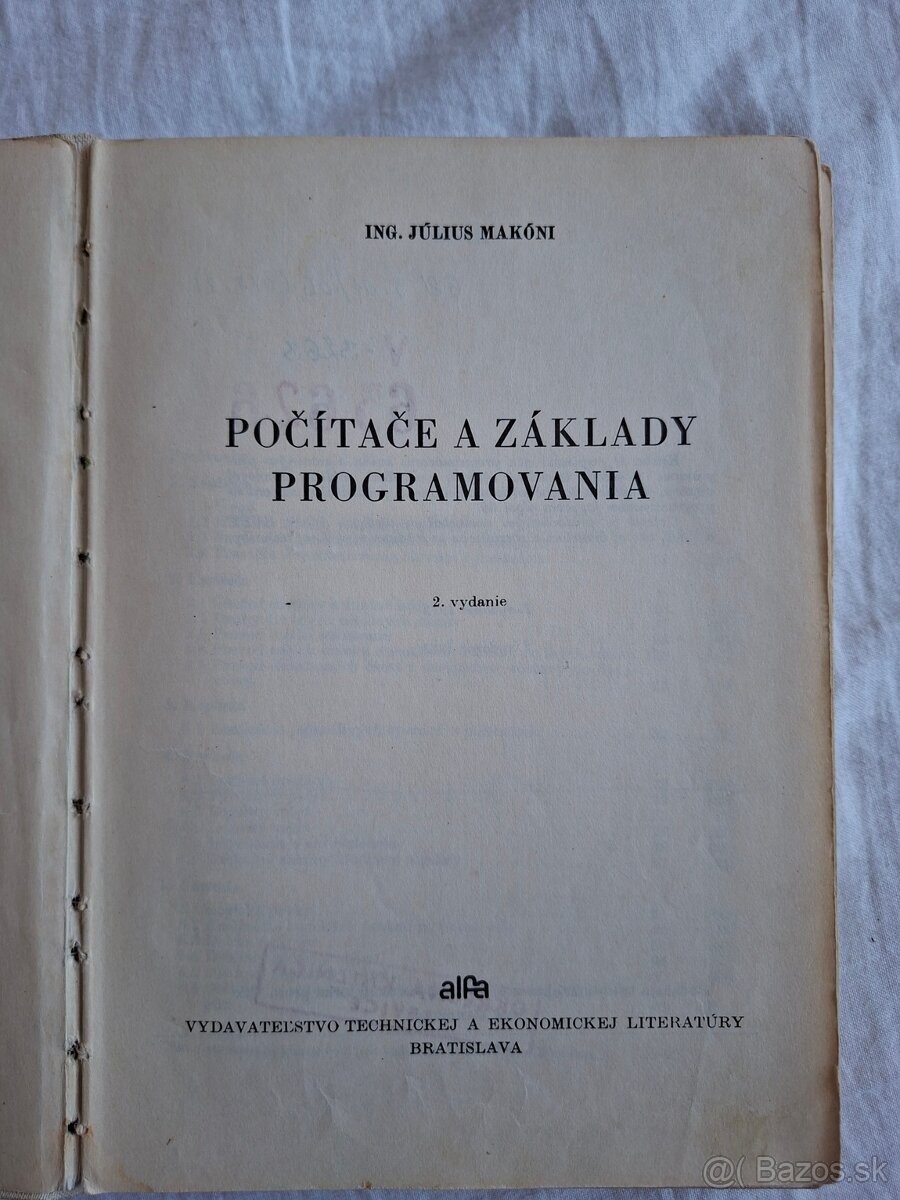 ING. JÚLIUS MAKÓNI
POČÍTAČE A ZÁKLADY
PROGRAMOVANIA
2. vydanie
alfa
VYDAVATEĽSTVO TECHNICKEJ A EKONOMICKEJ LITERATÚRY
BRATISLAVA
@( Bazos.sk